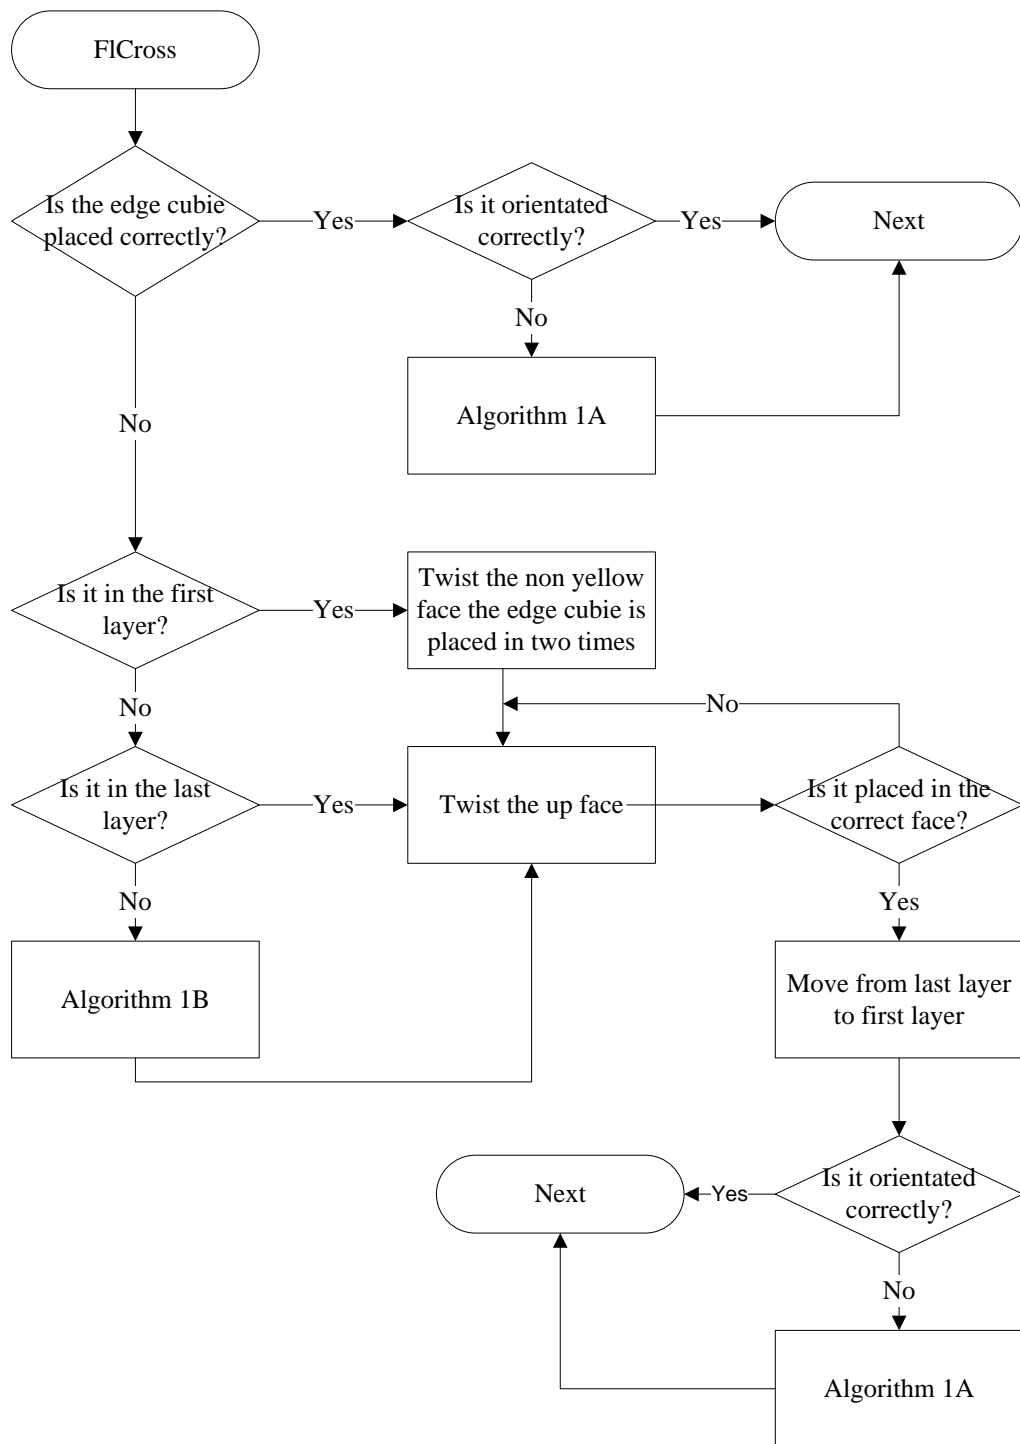 FlCross
Is the edge cubie
placed correctly?
Yes
Is it orientated
correctly?
Yes
Next
No
Algorithm 1A
No
Is it in the first
layer?
Yes
Twist the non yellow
face the edge cubie is
placed in two times
No
No
Is it in the last
layer?
Yes
Twist the up face
Is it placed in the
correct face?
No
Yes
Algorithm 1B
Move from last layer
to first layer
Is it orientated
correctly?
Yes
Next
No
Algorithm 1A